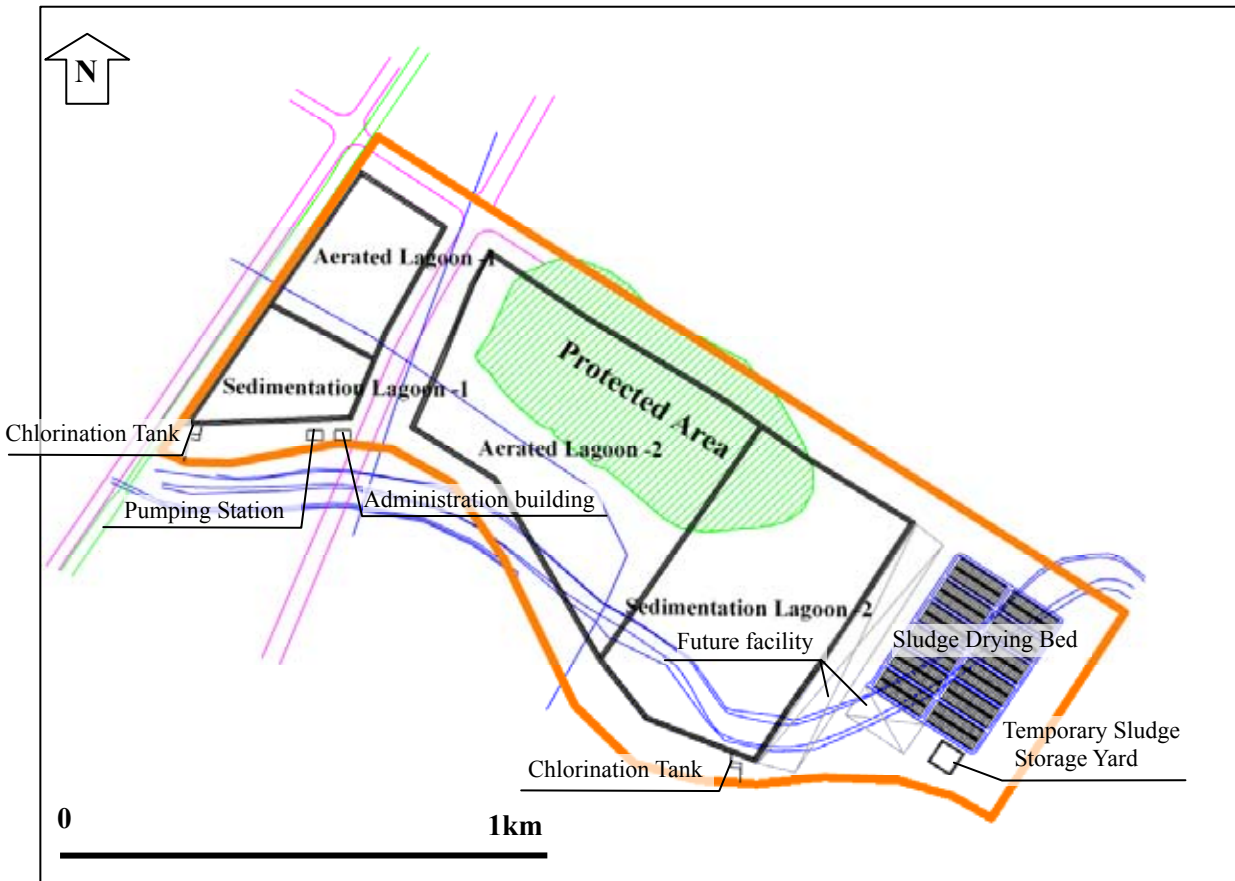 N
Aerated Lagoon -1
Protected Area
Sedimentation Lagoon -1
Chlorination Tank
Aerated Lagoon -2
Administration building
Pumping Station
Sedimentation Lagoon -2
Future facility
Sludge Drying Bed
Temporary Sludge
Storage Yard
Chlorination Tank
0
1km